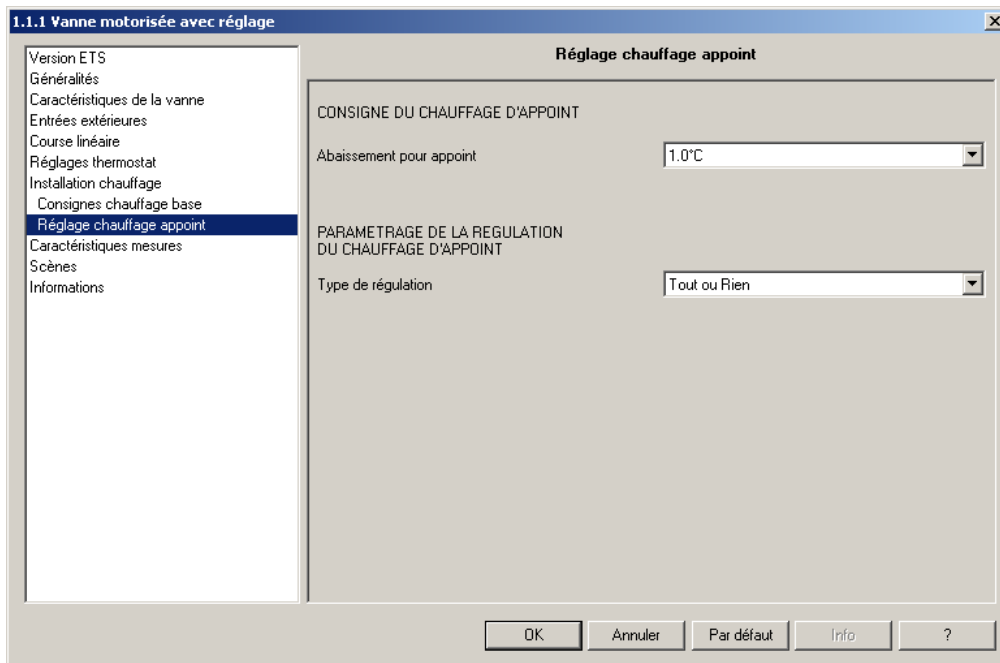 1.1.1 Vanne motorisée avec réglage
Version ETS
Généralités
Caractéristiques de la vanne
Entrées extérieures
Course linéaire
Réglages thermostat
Installation chauffage
Consignes chauffage base
Réglage chauffage appoint
Caractéristiques mesures
Scènes
Informations
Réglage chauffage appoint
CONSIGNE DU CHAUFFAGE D'APPOINT
Abaissement pour appoint 1.0°C
PARAMETRAGE DE LA REGULATION
DU CHAUFFAGE D'APPOINT
Type de régulation Tout ou Rien
OK Annuler Par défaut Info ?